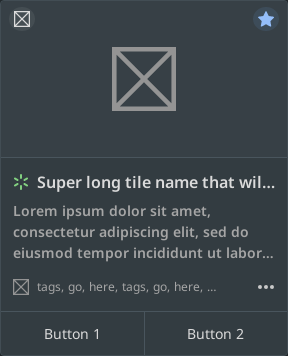 Super long tile name that wil...
Lorem ipsum dolor sit amet,
consectetur adipiscing elit, sed do
eiusmod tempor incididunt ut labor...
tags, go, here, tags, go, here, ...
Button 1
Button 2